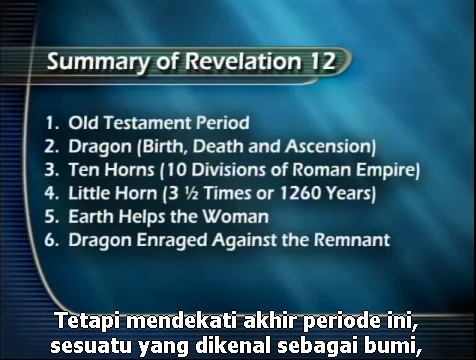 Summary of Revelation 12
1. Old Testament Period
2. Dragon (Birth, Death and Ascension)
3. Ten Horns (10 Divisions of Roman Empire)
4. Little Horn (3 ½ Times or 1260 Years)
5. Earth Helps the Woman
6. Dragon Enraged Against the Remnant
Tetapi mendekati akhir periode ini,
sesuatu yang dikenal sebagai bumi,